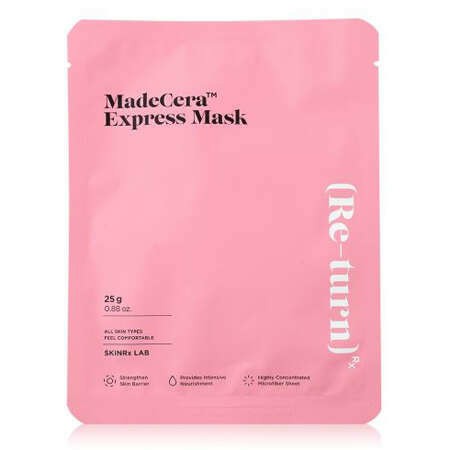 MadeCera™
Express Mask
(Re-turn)Rx
25 g
0.88 oz.
ALL SKIN TYPES
FEEL COMFORTABLE
SKiNRx LAB
Strengthen
Skin Barrier
Provides Intensive
Nourishment
Highly Concentrated
Microfiber Sheet